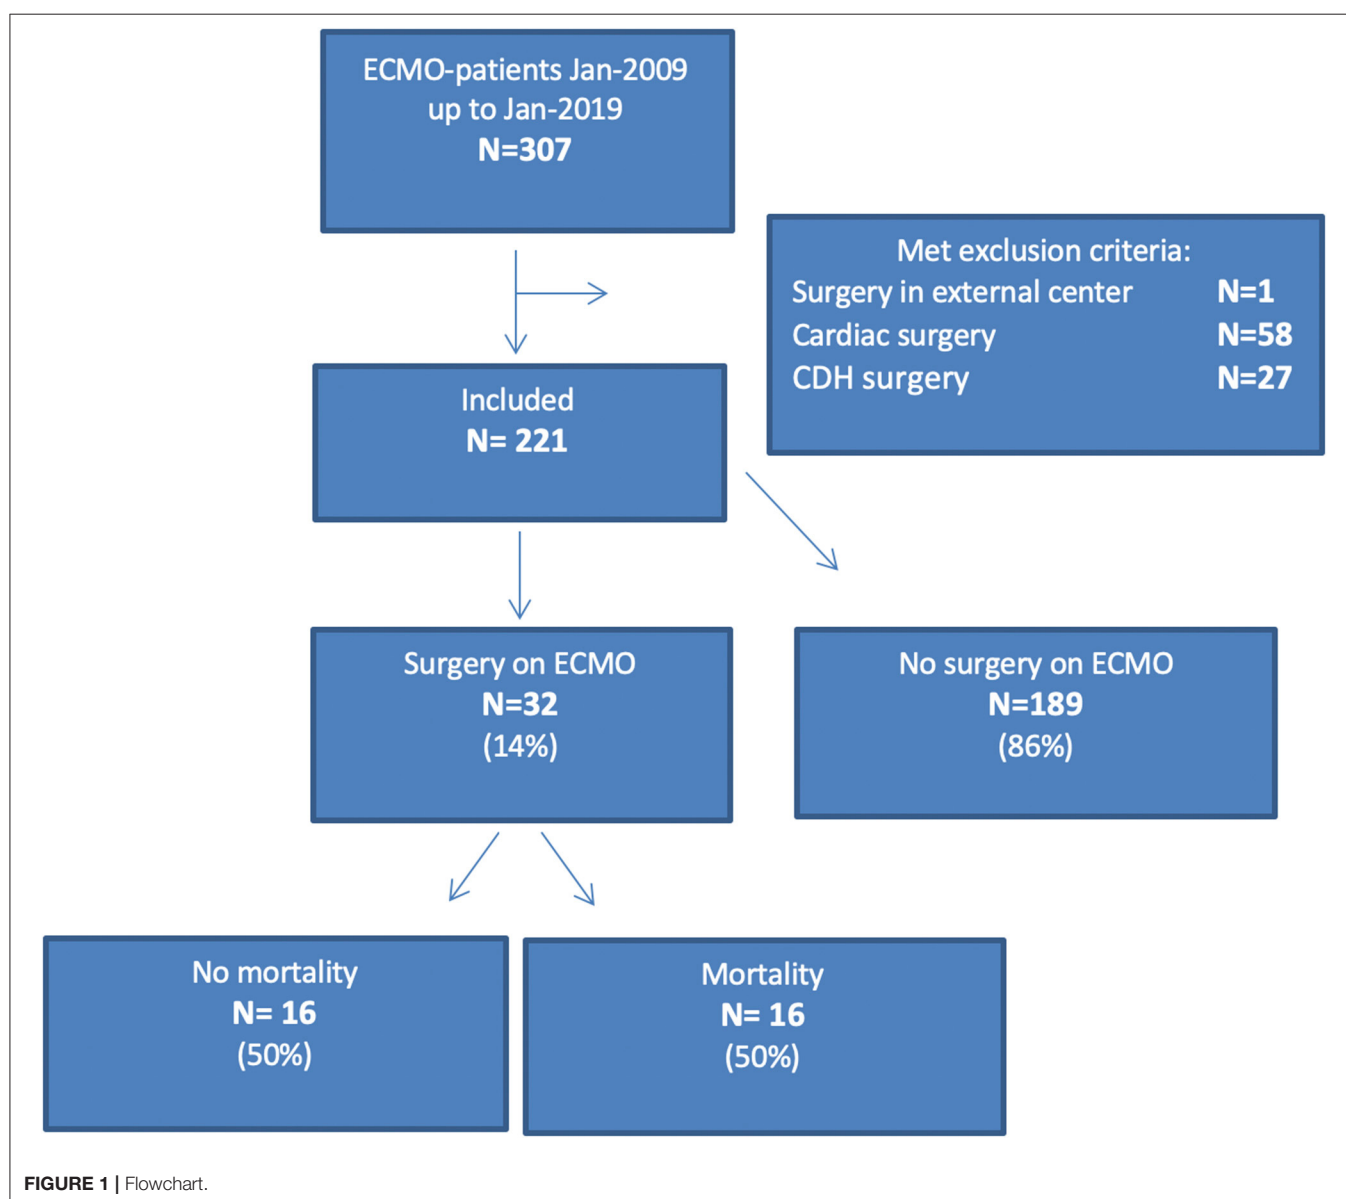 ECMO-patients Jan-2009
up to Jan-2019
N=307
Met exclusion criteria:
Surgery in external center N=1
Cardiac surgery N=58
CDH surgery N=27
Included
N= 221
Surgery on ECMO
N=32
(14%)
No surgery on ECMO
N=189
(86%)
No mortality
N= 16
(50%)
Mortality
N= 16
(50%)
FIGURE 1 | Flowchart.